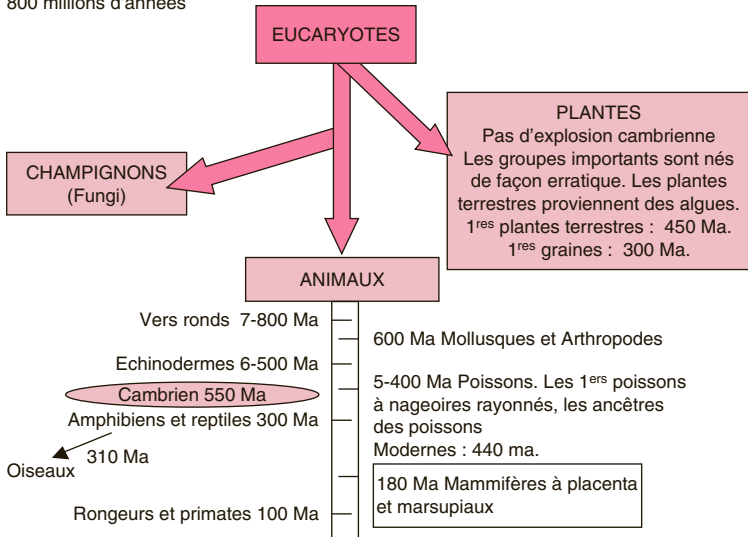 800 millions d'années
EUCARYOTES
CHAMPIGNONS
(Fungi)
PLANTES
Pas d'explosion cambrienne
Les groupes importants sont nés
de façon erratique. Les plantes
terrestres proviennent des algues.
1res plantes terrestres : 450 Ma.
1res graines : 300 Ma.
ANIMAUX
Vers ronds 7-800 Ma
600 Ma Mollusques et Arthropodes
Echinodermes 6-500 Ma
5-400 Ma Poissons. Les 1ers poissons
à nageoires rayonnés, les ancêtres
des poissons
Modernes : 440 ma.
Cambrien 550 Ma
Amphibiens et reptiles 300 Ma
310 Ma
Oiseaux
180 Ma Mammifères à placenta
et marsupiaux
Rongeurs et primates 100 Ma